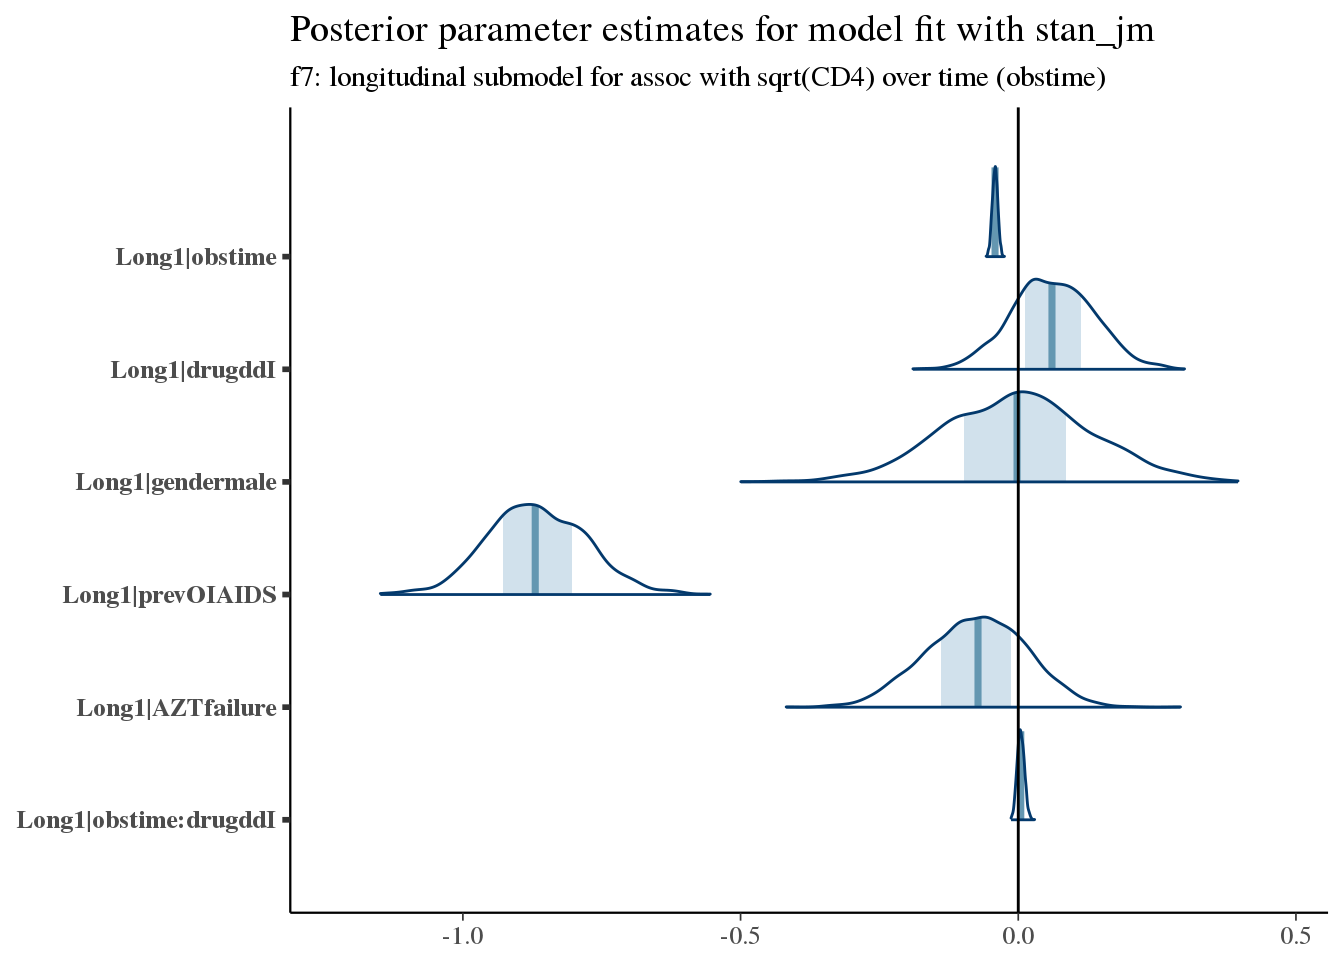 Posterior parameter estimates for model fit with stan_jm
f7: longitudinal submodel for assoc with sqrt(CD4) over time (obstime)
Long1|obstime
Long1|drugddI
Long1|gendermale
Long1|prevOIAIDS
Long1|AZTfailure
Long1|obstime:drugddI
-1.0
-0.5
0.0
0.5